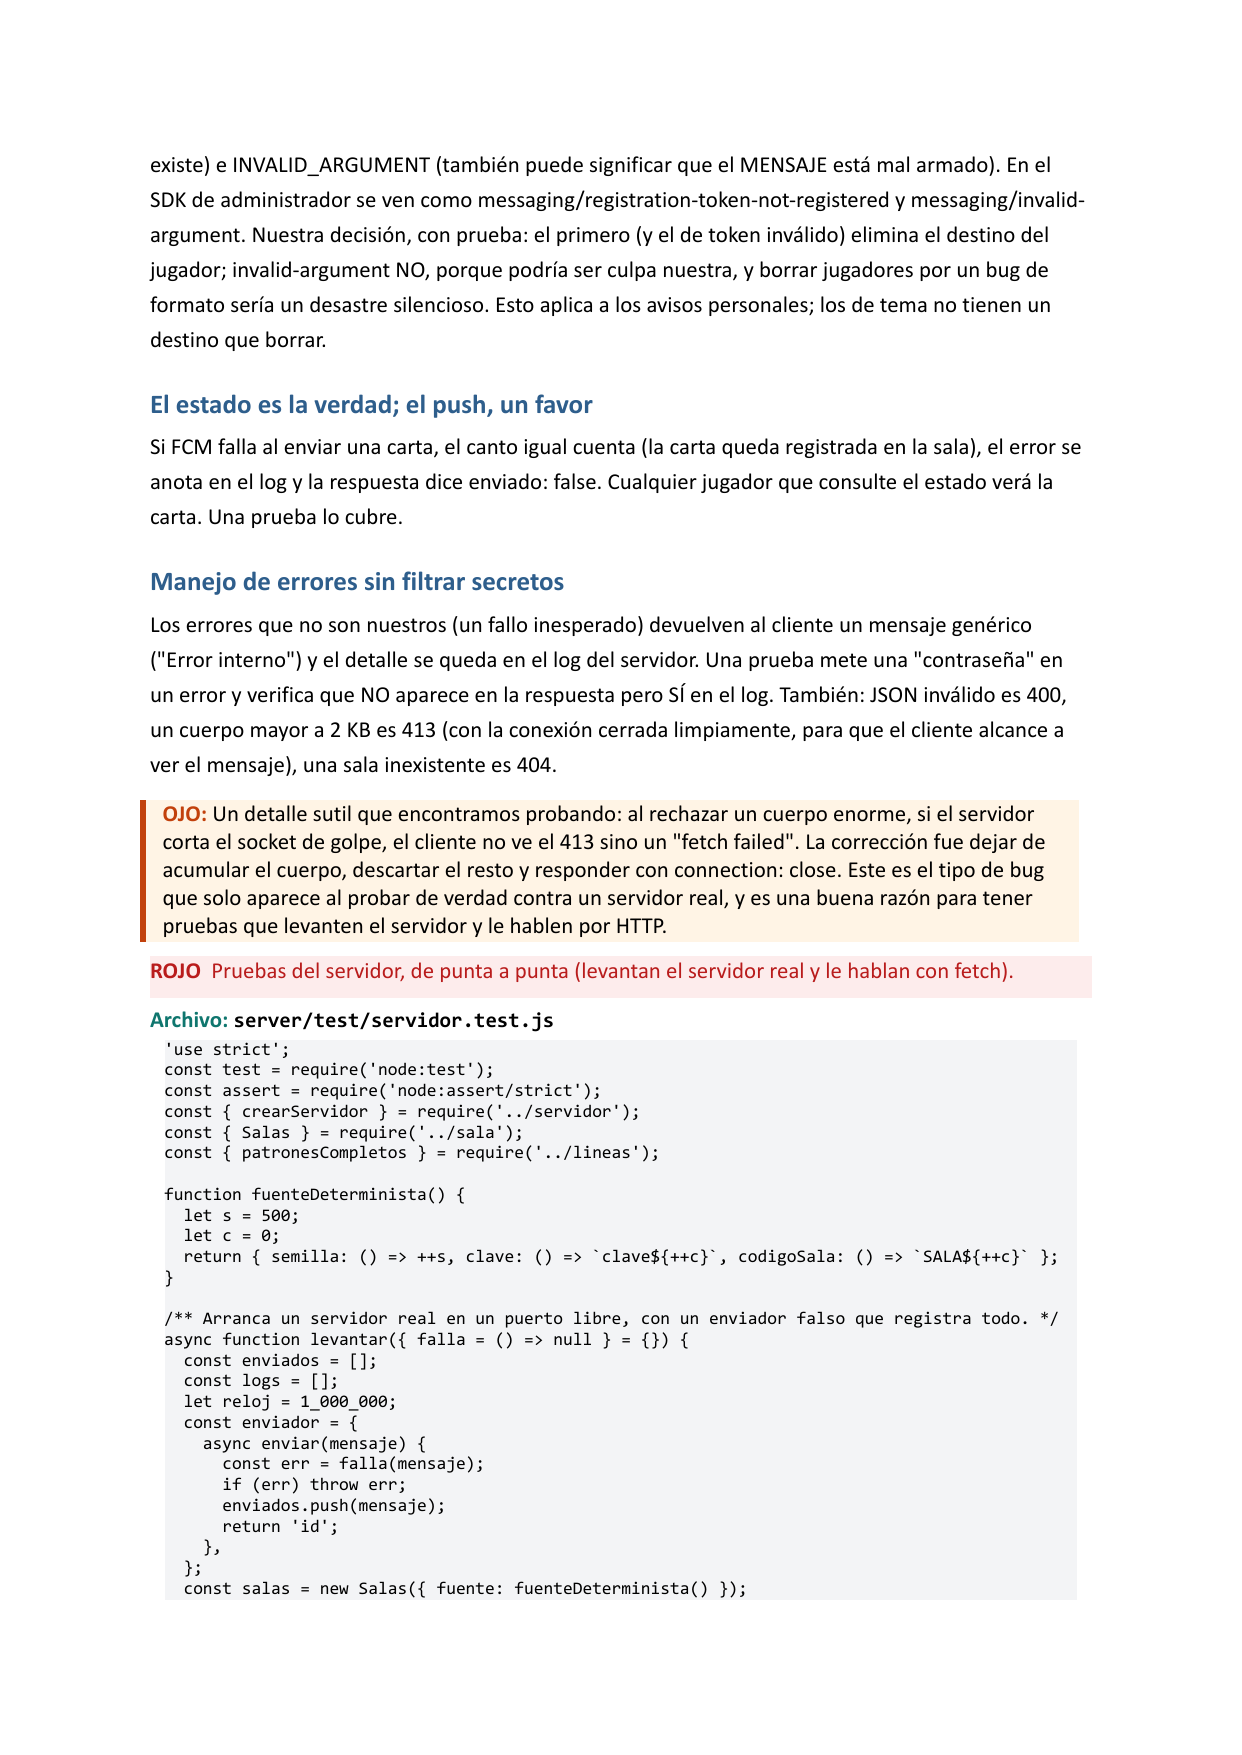 existe) e INVALID_ARGUMENT (también puede significar que el MENSAJE está mal armado). En el
SDK de administrador se ven como messaging/registration-token-not-registered y messaging/invalid-
argument. Nuestra decisión, con prueba: el primero (y el de token inválido) elimina el destino del
jugador; invalid-argument NO, porque podría ser culpa nuestra, y borrar jugadores por un bug de
formato sería un desastre silencioso. Esto aplica a los avisos personales; los de tema no tienen un
destino que borrar.
El estado es la verdad; el push, un favor
Si FCM falla al enviar una carta, el canto igual cuenta (la carta queda registrada en la sala), el error se
anota en el log y la respuesta dice enviado: false. Cualquier jugador que consulte el estado verá la
carta. Una prueba lo cubre.
Manejo de errores sin filtrar secretos
Los errores que no son nuestros (un fallo inesperado) devuelven al cliente un mensaje genérico
("Error interno") y el detalle se queda en el log del servidor. Una prueba mete una "contraseña" en
un error y verifica que NO aparece en la respuesta pero SÍ en el log. También: JSON inválido es 400,
un cuerpo mayor a 2 KB es 413 (con la conexión cerrada limpiamente, para que el cliente alcance a
ver el mensaje), una sala inexistente es 404.
OJO: Un detalle sutil que encontramos probando: al rechazar un cuerpo enorme, si el servidor
corta el socket de golpe, el cliente no ve el 413 sino un "fetch failed". La corrección fue dejar de
acumular el cuerpo, descartar el resto y responder con connection: close. Este es el tipo de bug
que solo aparece al probar de verdad contra un servidor real, y es una buena razón para tener
pruebas que levanten el servidor y le hablen por HTTP.
ROJO  Pruebas del servidor, de punta a punta (levantan el servidor real y le hablan con fetch).
Archivo: server/test/servidor.test.js
'use strict';
const test = require('node:test');
const assert = require('node:assert/strict');
const { crearServidor } = require('../servidor');
const { Salas } = require('../sala');
const { patronesCompletos } = require('../lineas');
function fuenteDeterminista() {
  let s = 500;
  let c = 0;
  return { semilla: () => ++s, clave: () => `clave${++c}`, codigoSala: () => `SALA${++c}` };
}
/** Arranca un servidor real en un puerto libre, con un enviador falso que registra todo. */
async function levantar({ falla = () => null } = {}) {
  const enviados = [];
  const logs = [];
  let reloj = 1_000_000;
  const enviador = {
    async enviar(mensaje) {
      const err = falla(mensaje);
      if (err) throw err;
      enviados.push(mensaje);
      return 'id';
    },
  };
  const salas = new Salas({ fuente: fuenteDeterminista() });